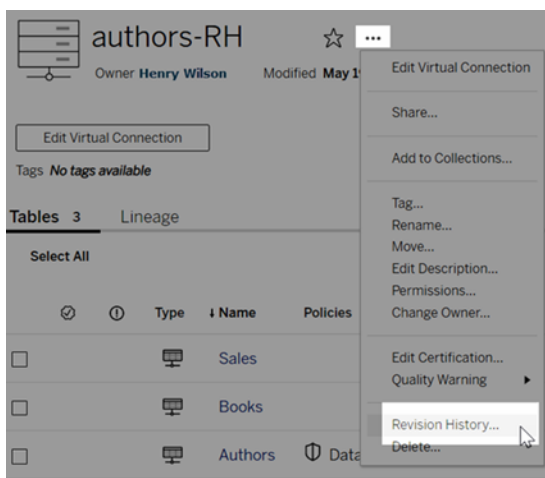 authors-RH
Owner Henry Wilson Modified May 1
Edit Virtual Connection
Tags No tags available
Tables 3 Lineage
Select All
Type ↓ Name Policies
Sales
Books
Authors Data
Edit Virtual Connection
Share...
Add to Collections...
Tag...
Rename...
Move...
Edit Description...
Permissions...
Change Owner...
Edit Certification...
Quality Warning
Revision History...
Delete...